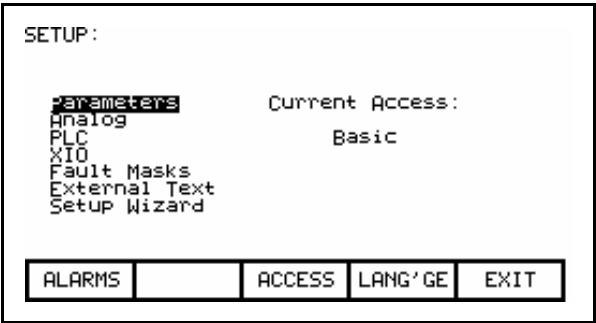 SETUP:
Parameters
Current Access:
Analog
PLC
Basic
XIO
Fault Masks
External Text
Setup Wizard
ALARMS ACCESS LANG'GE EXIT